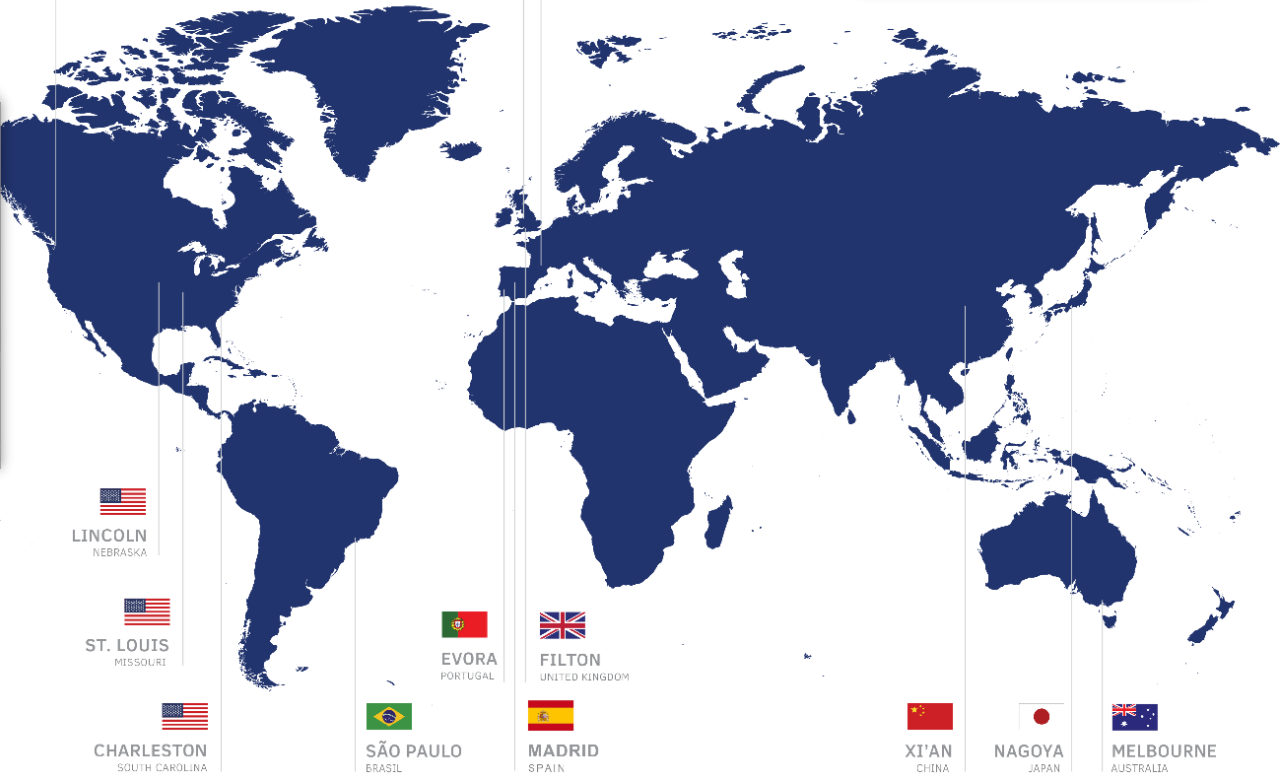 LINCOLN
NEBRASKA
ST. LOUIS
MISSOURI
EVORA
PORTUGAL
FILTON
UNITED KINGDOM
CHARLESTON
SOUTH CAROLINA
SÃO PAULO
BRASIL
MADRID
SPAIN
XI'AN
CHINA
NAGOYA
JAPAN
MELBOURNE
AUSTRALIA